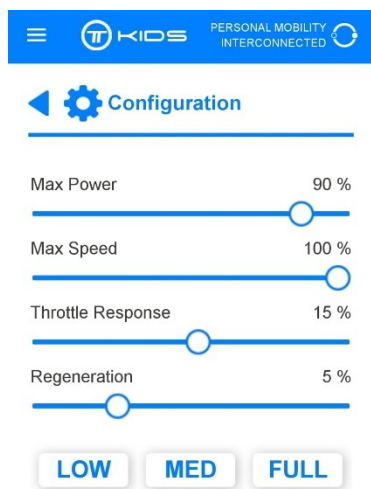 KIDS
PERSONAL MOBILITY
INTERCONNECTED
Configuration
Max Power 90 %
Max Speed 100 %
Throttle Response 15 %
Regeneration 5 %
LOW MED FULL